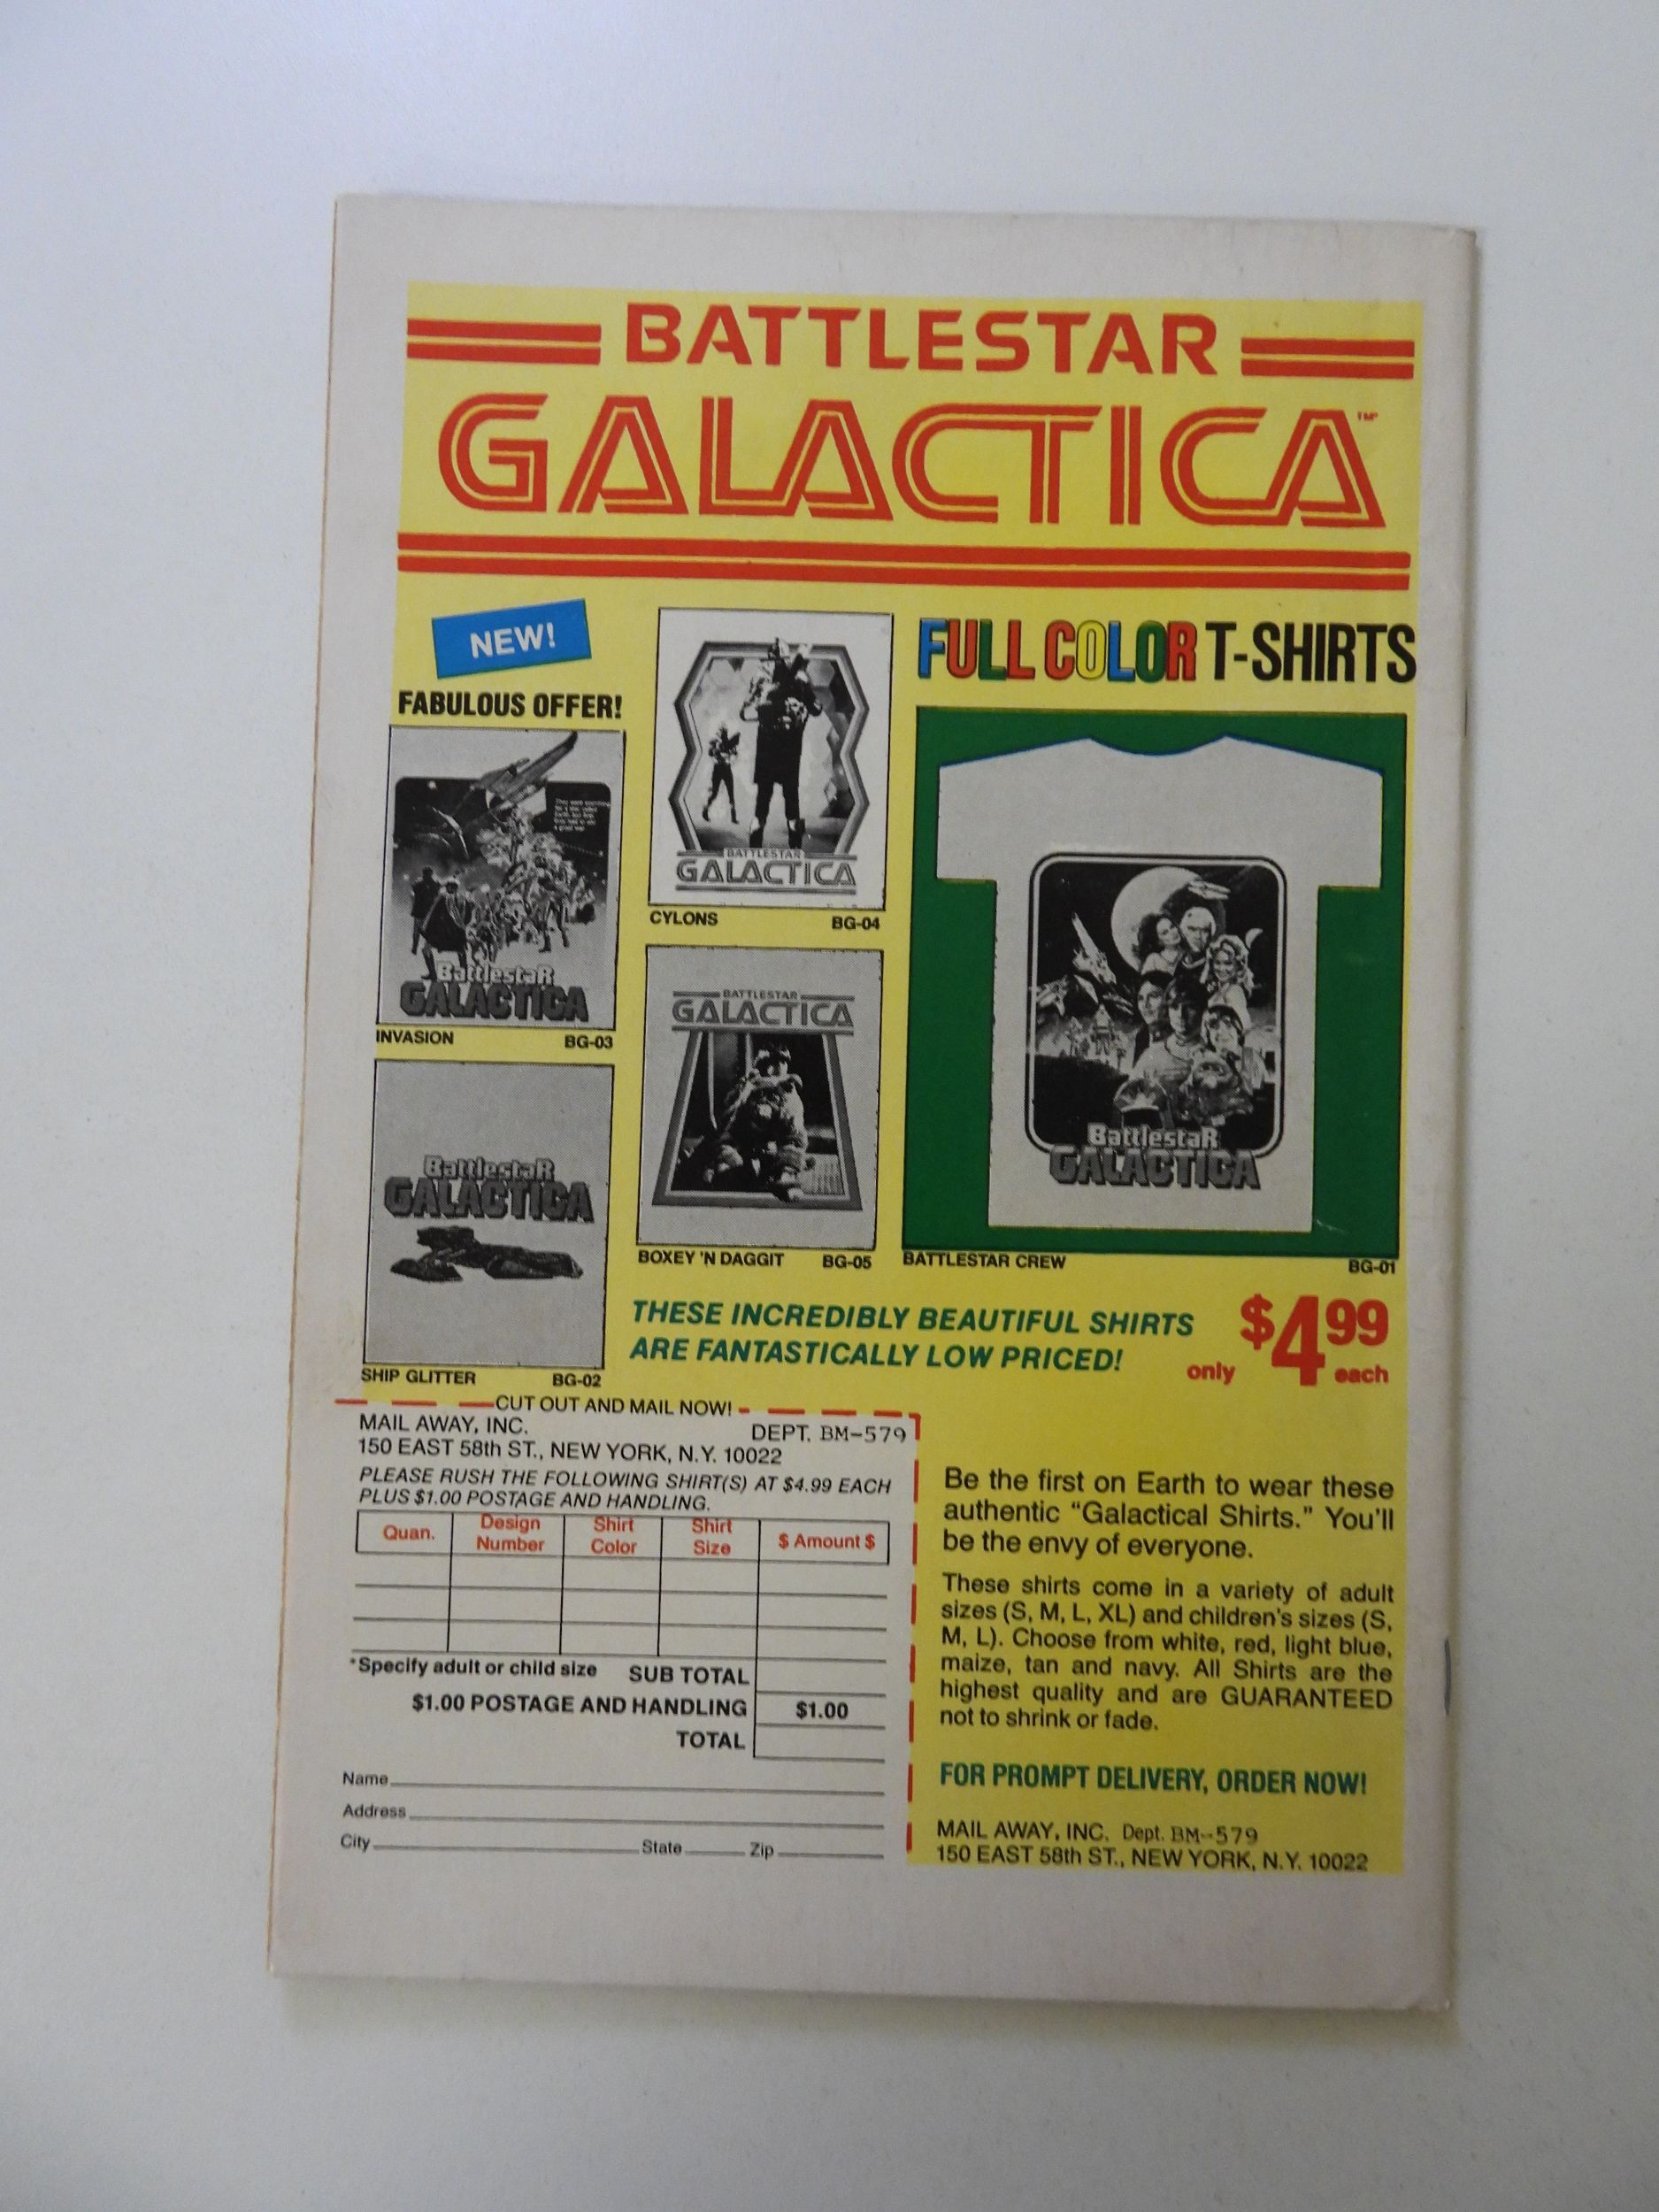 BATTLESTAR
GALACTICA™
NEW!
FABULOUS OFFER!
FULL COLOR T-SHIRTS
BattlestaR
GALACTICA
INVASION BG-03
BATTLESTAR
GALACTICA
CYLONS BG-04
BattlestaR
GALACTICA
SHIP GLITTER BG-02
BATTLESTAR
GALACTICA
BOXEY 'N DAGGIT BG-05
BattlestaR
GALACTICA
BATTLESTAR CREW BG-01
THESE INCREDIBLY BEAUTIFUL SHIRTS
ARE FANTASTICALLY LOW PRICED!
only $4.99 each
CUT OUT AND MAIL NOW!
MAIL AWAY, INC. DEPT. BM-579
150 EAST 58th ST., NEW YORK, N.Y. 10022
PLEASE RUSH THE FOLLOWING SHIRT(S) AT $4.99 EACH
PLUS $1.00 POSTAGE AND HANDLING.
Quan. Design Number Shirt Color Shirt Size $ Amount $
*Specify adult or child size SUB TOTAL
$1.00 POSTAGE AND HANDLING $1.00
TOTAL
Name
Address
City State Zip
Be the first on Earth to wear these
authentic “Galactical Shirts.” You'll
be the envy of everyone.
These shirts come in a variety of adult
sizes (S, M, L, XL) and children's sizes (S,
M, L). Choose from white, red, light blue,
maize, tan and navy. All Shirts are the
highest quality and are GUARANTEED
not to shrink or fade.
FOR PROMPT DELIVERY, ORDER NOW!
MAIL AWAY, INC. Dept. BM-579
150 EAST 58th ST., NEW YORK, N.Y. 10022